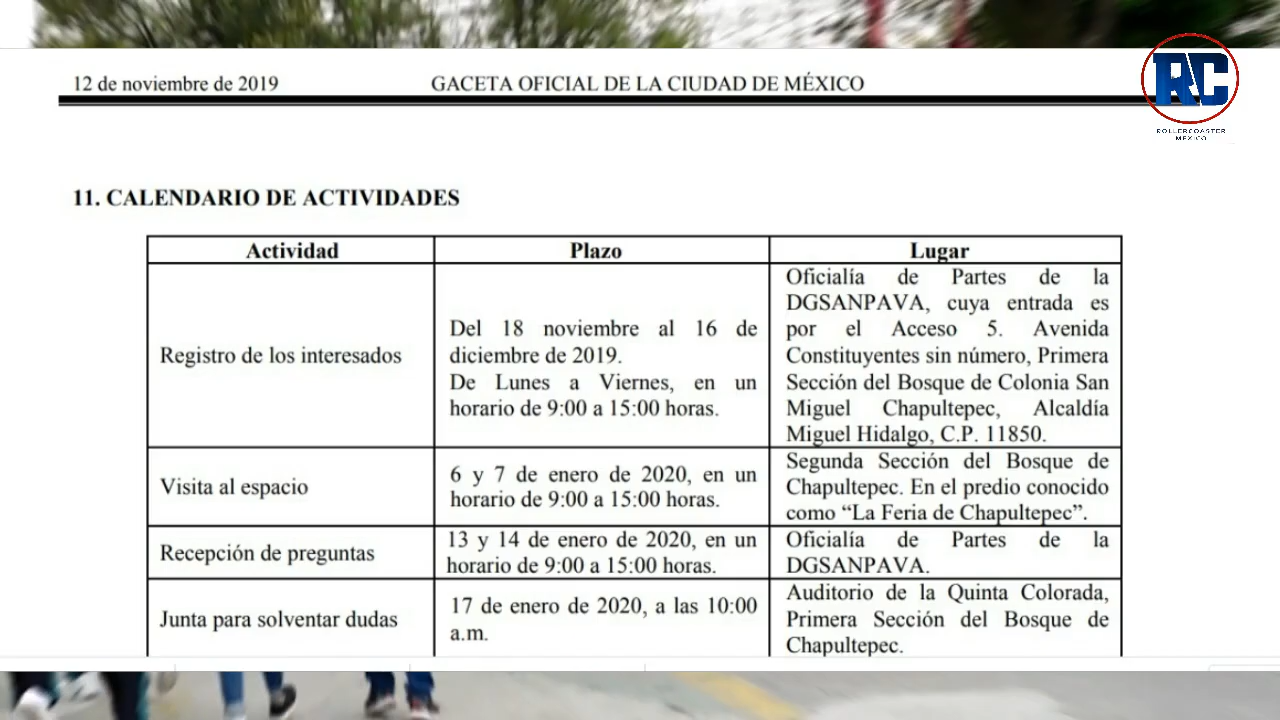 12 de noviembre de 2019 GACETA OFICIAL DE LA CIUDAD DE MÉXICO
RC
ROLLERCOASTER
MÉXICO
11. CALENDARIO DE ACTIVIDADES
Actividad Plazo Lugar
Registro de los interesados
Del 18 noviembre al 16 de
diciembre de 2019.
De Lunes a Viernes, en un
horario de 9:00 a 15:00 horas.
Oficialía de Partes de la
DGSANPAVA, cuya entrada es
por el Acceso 5. Avenida
Constituyentes sin número, Primera
Sección del Bosque de Colonia San
Miguel Chapultepec, Alcaldía
Miguel Hidalgo, C.P. 11850.
Visita al espacio
6 y 7 de enero de 2020, en un
horario de 9:00 a 15:00 horas.
Segunda Sección del Bosque de
Chapultepec. En el predio conocido
como “La Feria de Chapultepec”.
Recepción de preguntas
13 y 14 de enero de 2020, en un
horario de 9:00 a 15:00 horas.
Oficialía de Partes de la
DGSANPAVA.
Junta para solventar dudas
17 de enero de 2020, a las 10:00
a.m.
Auditorio de la Quinta Colorada,
Primera Sección del Bosque de
Chapultepec.